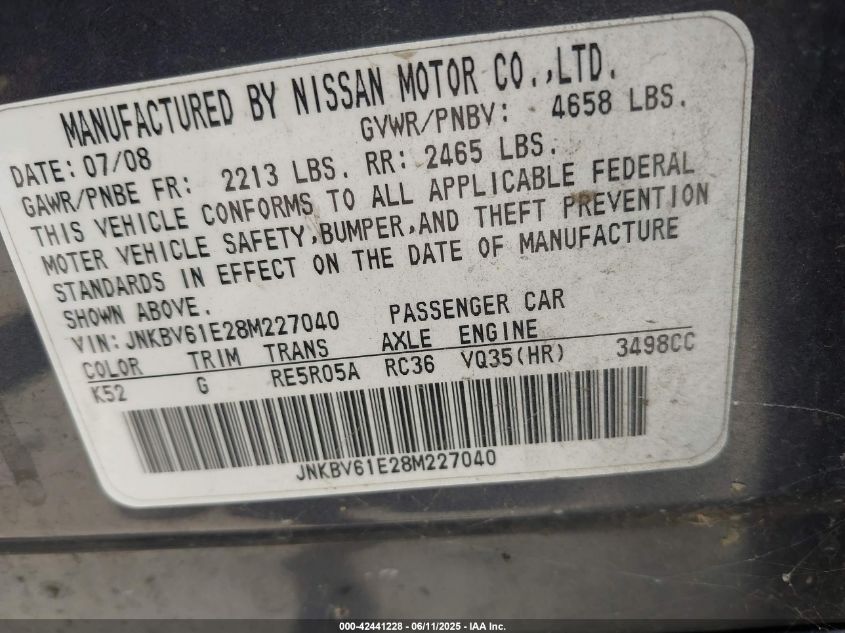 MANUFACTURED BY NISSAN MOTOR CO.,LTD.
DATE: 07/08 GVWR/PNBV: 4658 LBS.
GAWR/PNBE FR: 2213 LBS. RR: 2465 LBS.
THIS VEHICLE CONFORMS TO ALL APPLICABLE FEDERAL
MOTER VEHICLE SAFETY,BUMPER,AND THEFT PREVENTION
STANDARDS IN EFFECT ON THE DATE OF MANUFACTURE
SHOWN ABOVE.
VIN: JNKBV61E28M227040 PASSENGER CAR
COLOR TRIM TRANS AXLE ENGINE
K52 G RE5R05A RC36 VQ35(HR) 3498CC
JNKBV61E28M227040
000-42441228 - 06/11/2025 - IAA Inc.